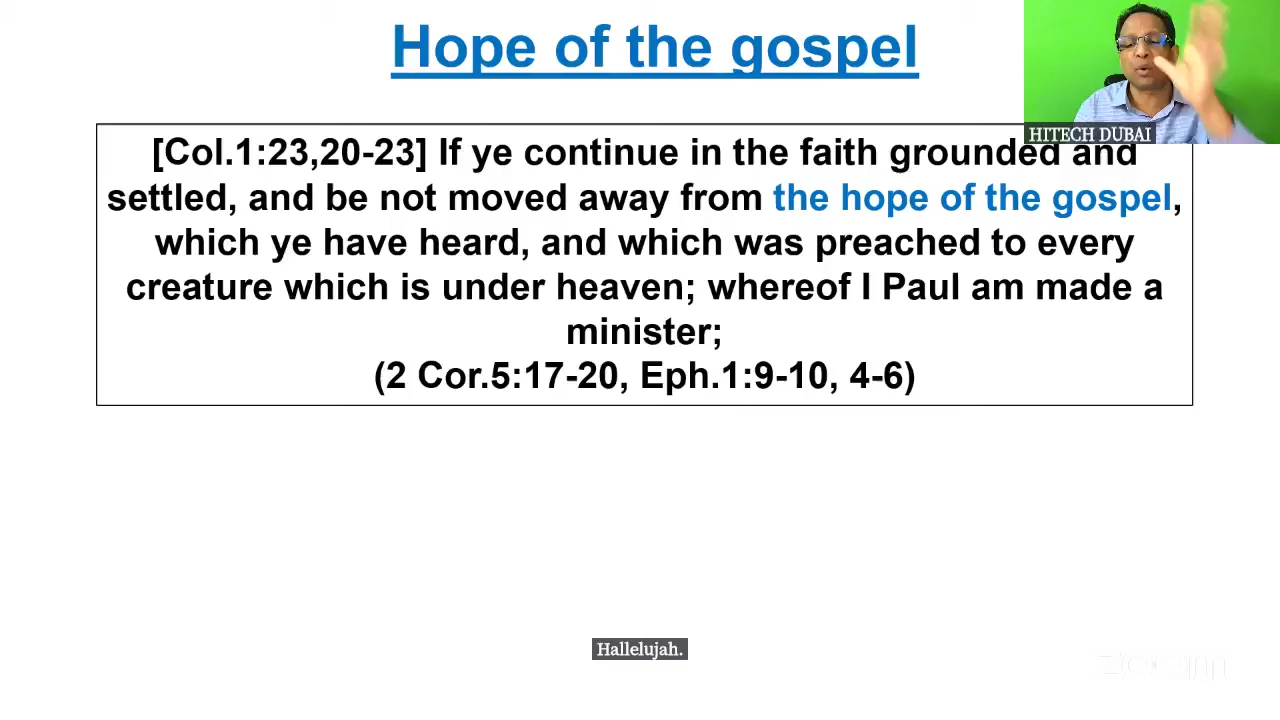 Hope of the gospel
HITECH DUBAI
[Col.1:23,20-23] If ye continue in the faith grounded and
settled, and be not moved away from the hope of the gospel,
which ye have heard, and which was preached to every
creature which is under heaven; whereof I Paul am made a
minister;
(2 Cor.5:17-20, Eph.1:9-10, 4-6)
Hallelujah.
zoom